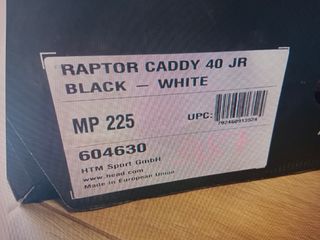 RAPTOR CADDY 40 JR
BLACK — WHITE
MP 225
UPC:
604630
HTM Sport GmbH
www.head.com
Made in European Union